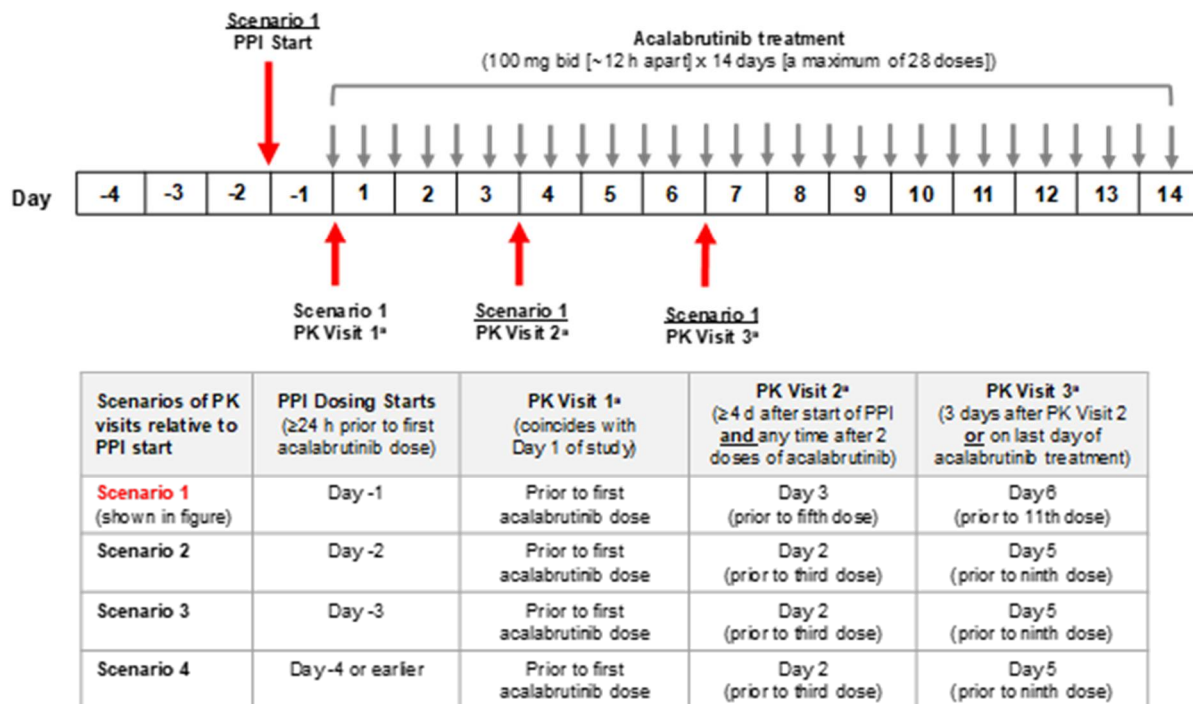 Scenario 1
PPI Start
Acalabrutinib treatment
(100 mg bid [~12 h apart] x 14 days [a maximum of 28 doses])
Day -4 -3 -2 -1 1 2 3 4 5 6 7 8 9 10 11 12 13 14
Scenario 1
PK Visit 1ᵃ
Scenario 1
PK Visit 2ᵃ
Scenario 1
PK Visit 3ᵃ
Scenarios of PK
visits relative to
PPI start
PPI Dosing Starts
(≥24 h prior to first
acalabrutinib dose)
PK Visit 1ᵃ
(coincides with
Day 1 of study)
PK Visit 2ᵃ
(≥4 d after start of PPI
and any time after 2
doses of acalabrutinib)
PK Visit 3ᵃ
(3 days after PK Visit 2
or on last day of
acalabrutinib treatment)
Scenario 1
(shown in figure)
Day -1
Prior to first
acalabrutinib dose
Day 3
(prior to fifth dose)
Day 6
(prior to 11th dose)
Scenario 2
Day -2
Prior to first
acalabrutinib dose
Day 2
(prior to third dose)
Day 5
(prior to ninth dose)
Scenario 3
Day -3
Prior to first
acalabrutinib dose
Day 2
(prior to third dose)
Day 5
(prior to ninth dose)
Scenario 4
Day -4 or earlier
Prior to first
acalabrutinib dose
Day 2
(prior to third dose)
Day 5
(prior to ninth dose)